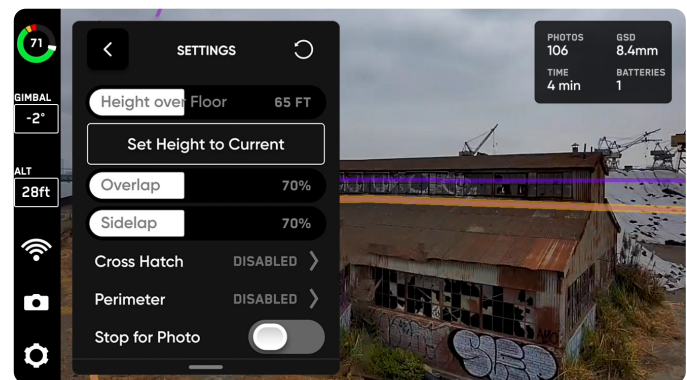 71
GIMBAL
-2°
ALT
28ft
SETTINGS
Height over Floor 65 FT
Set Height to Current
Overlap 70%
Sidelap 70%
Cross Hatch DISABLED
Perimeter DISABLED
Stop for Photo
PHOTOS GSD
106 8.4mm
TIME BATTERIES
4 min 1